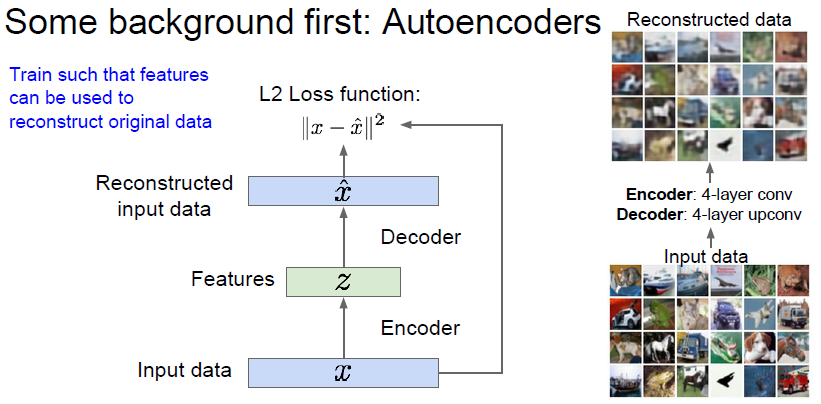 Some background first: Autoencoders
Train such that features
can be used to
reconstruct original data
L2 Loss function:
‖x − x̂‖²
Reconstructed
input data
x̂
Decoder
Features
z
Encoder
Input data
x
Reconstructed data
Encoder: 4-layer conv
Decoder: 4-layer upconv
Input data